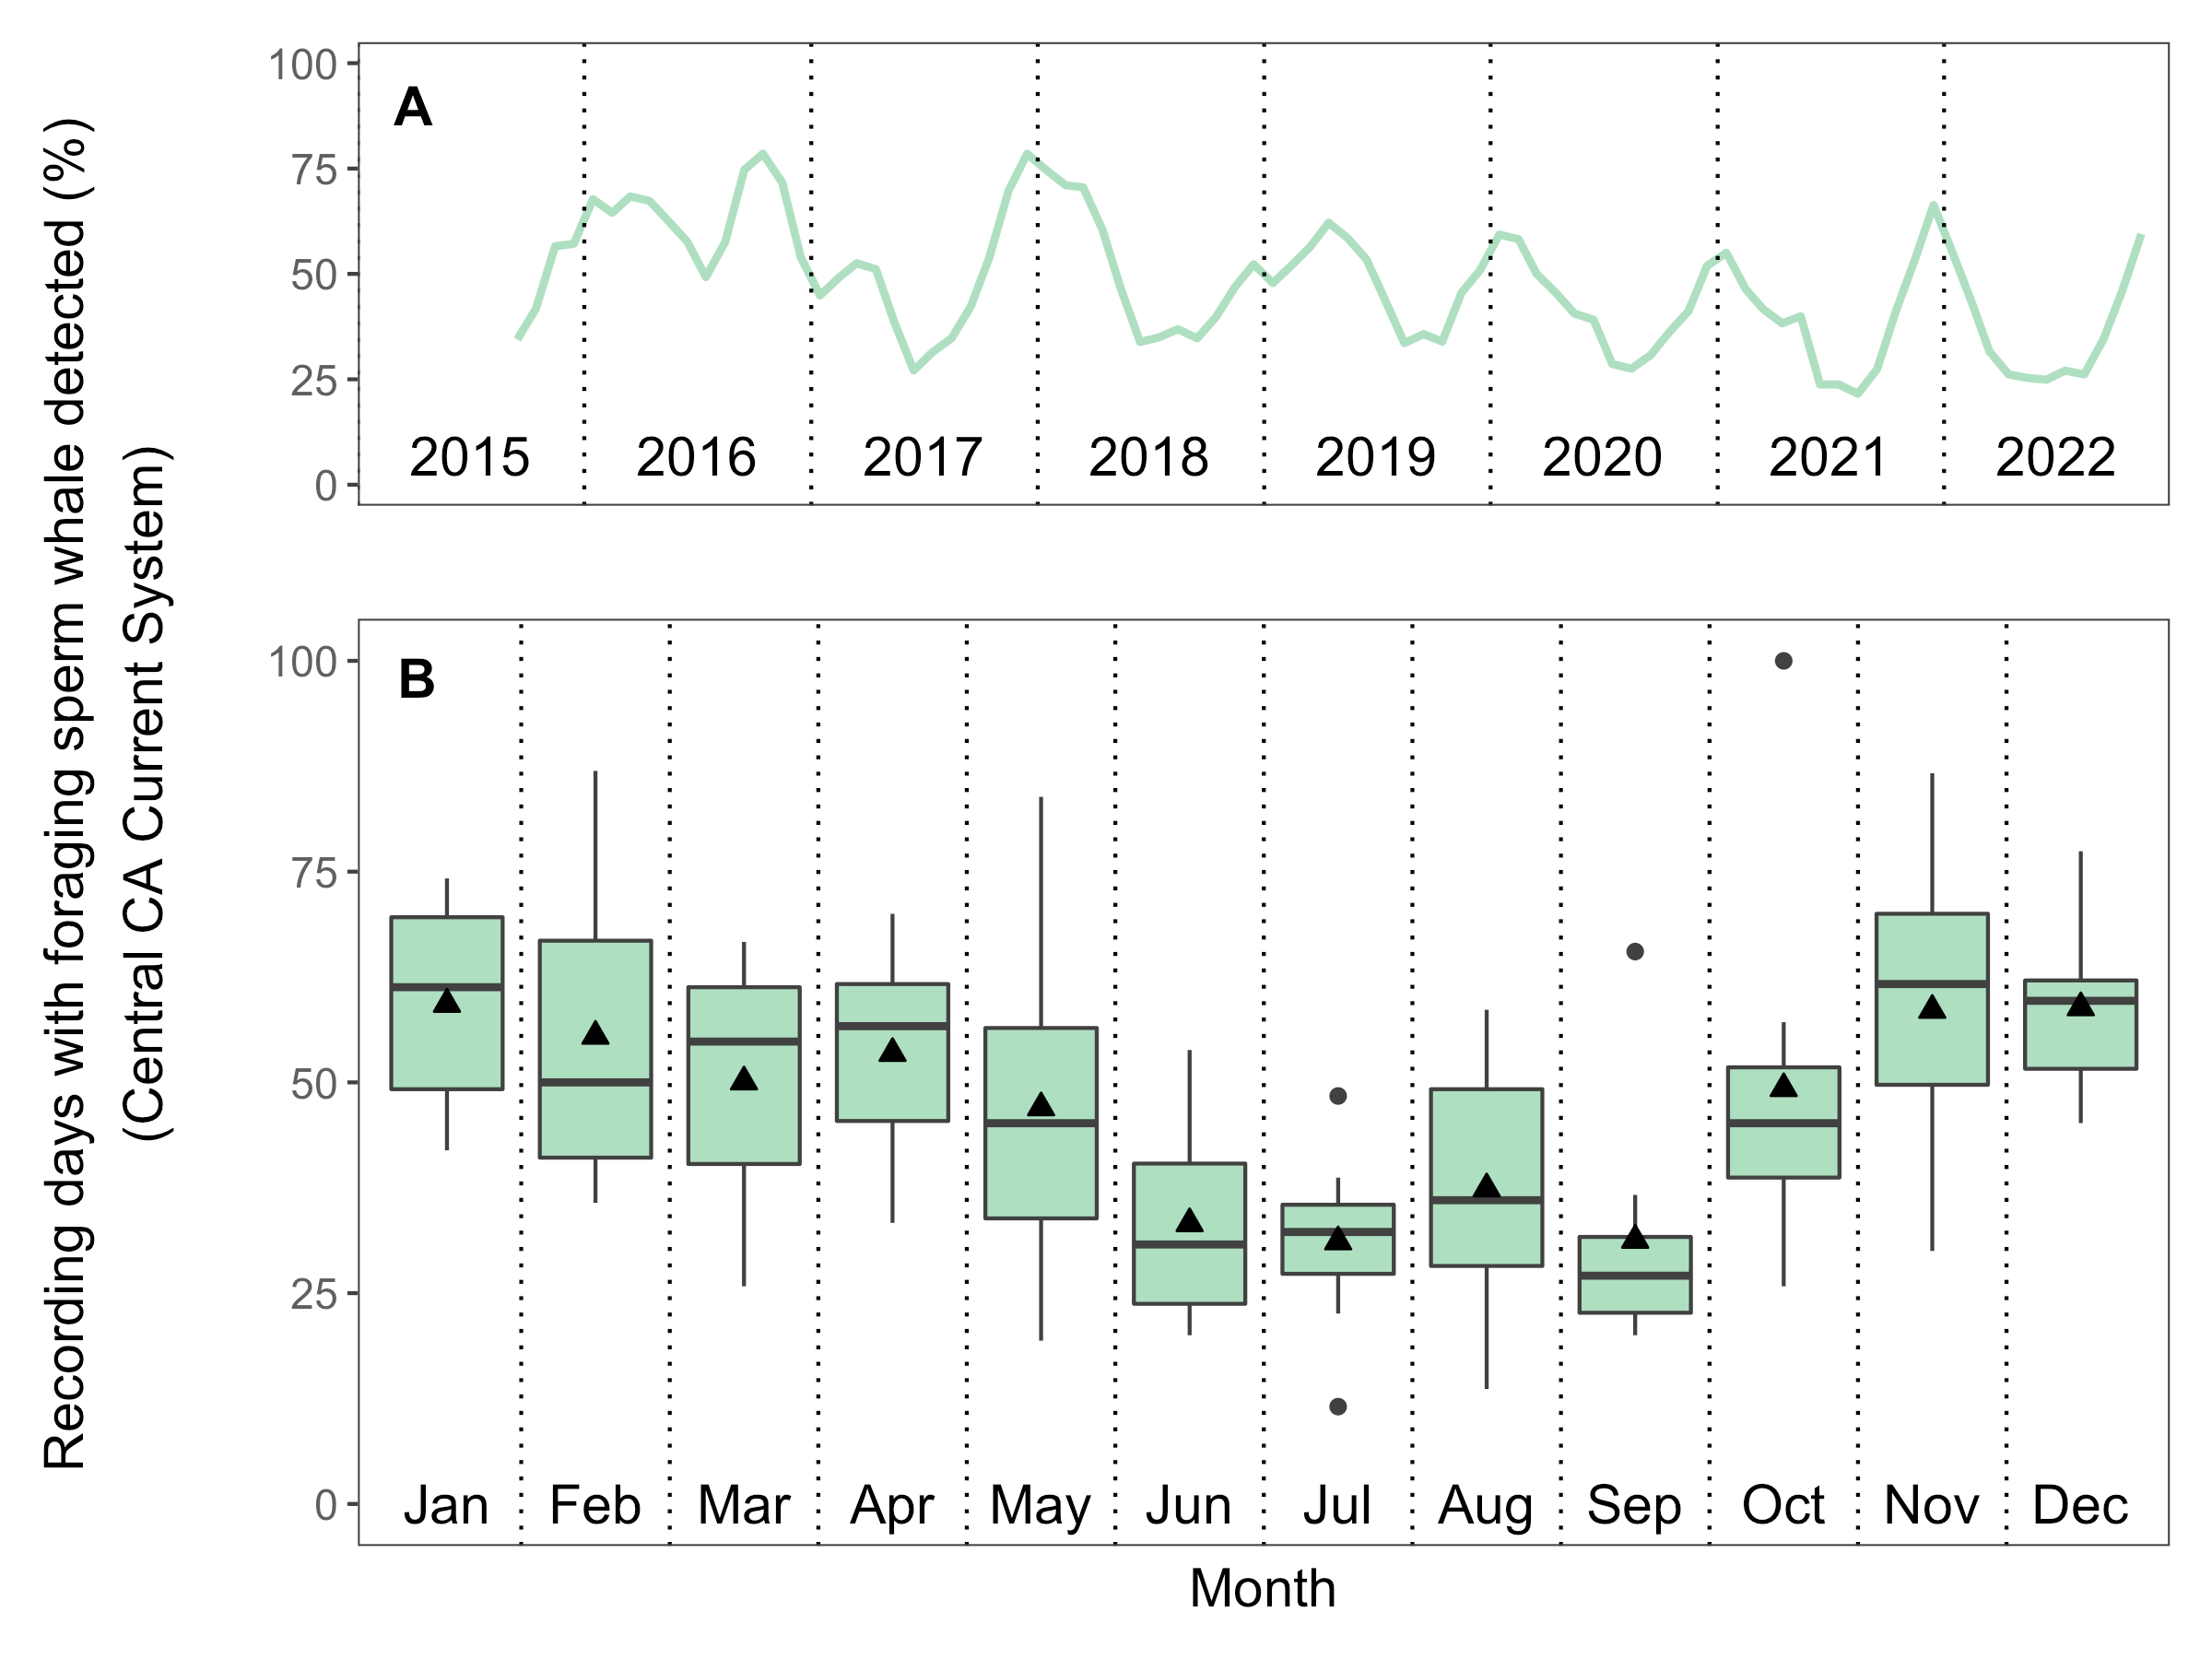 Recording days with foraging sperm whale detected (%)
(Central CA Current System)
A
100
75
50
25
0
2015 2016 2017 2018 2019 2020 2021 2022
B
100
75
50
25
0
Jan Feb Mar Apr May Jun Jul Aug Sep Oct Nov Dec
Month